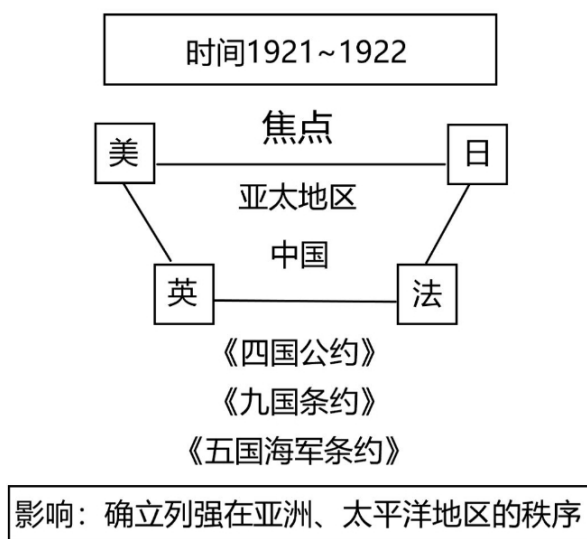 时间1921~1922
焦点
美
日
亚太地区
中国
英
法
《四国公约》
《九国条约》
《五国海军条约》
影响：确立列强在亚洲、太平洋地区的秩序